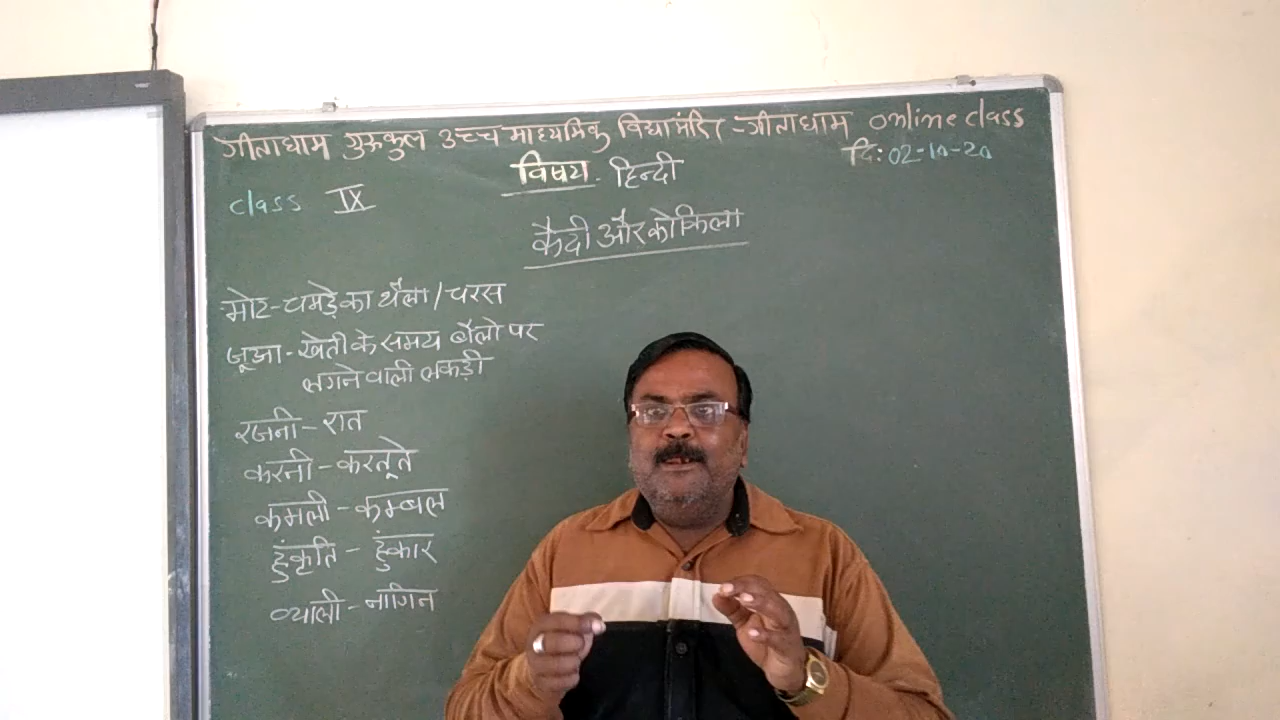 गीताधाम गुरुकुल उच्च माध्यमिक विद्या मंदिर - गीताधाम online class
दि: 02-10-20
विषय - हिन्दी
class IX
कैदी और कोकिला
मोट - चमड़े का थैला / चरस
जूआ - खेती के समय बैलो पर
लगने वाली लकड़ी
रजनी - रात
करनी - करतूते
कमली - कम्बल
हुंकृति - हुंकार
व्याली - नागिन